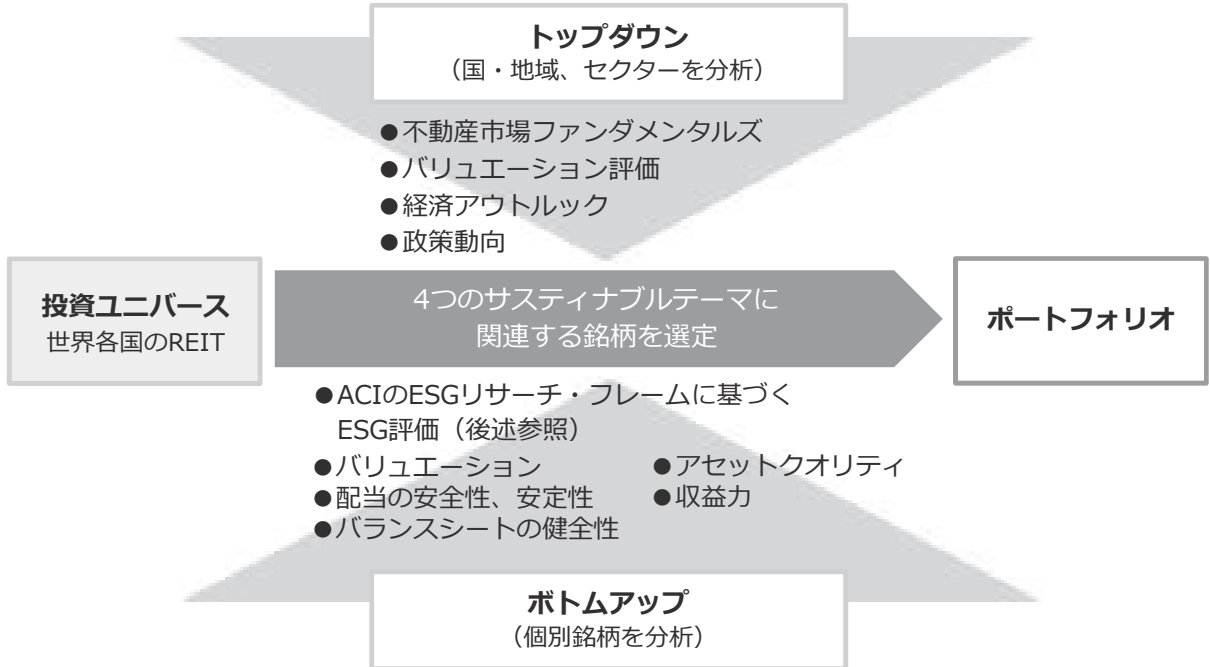 トップダウン
（国・地域、セクターを分析）
●不動産市場ファンダメンタルズ
●バリュエーション評価
●経済アウトルック
●政策動向
投資ユニバース
世界各国のREIT
4つのサスティナブルテーマに
関連する銘柄を選定
ポートフォリオ
●ACIのESGリサーチ・フレームに基づく
ESG評価（後述参照）
●バリュエーション
●アセットクオリティ
●配当の安全性、安定性
●収益力
●バランスシートの健全性
ボトムアップ
（個別銘柄を分析）